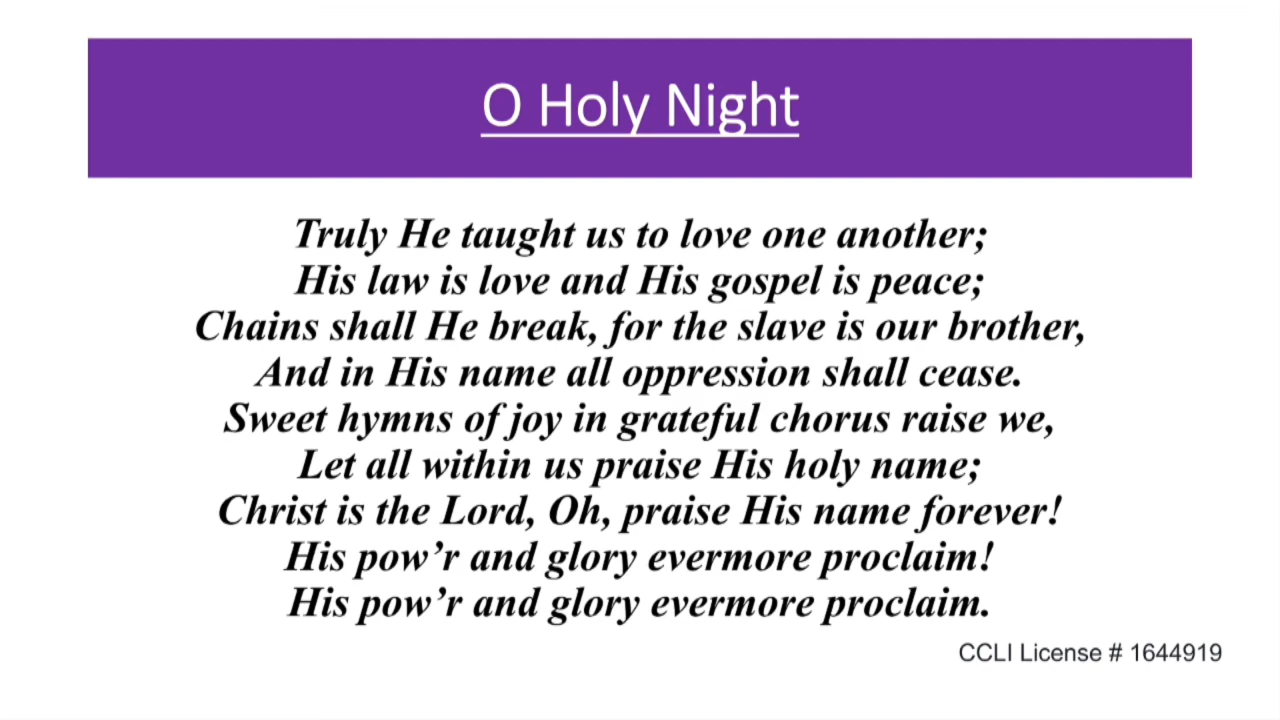 O Holy Night
Truly He taught us to love one another;
His law is love and His gospel is peace;
Chains shall He break, for the slave is our brother,
And in His name all oppression shall cease.
Sweet hymns of joy in grateful chorus raise we,
Let all within us praise His holy name;
Christ is the Lord, Oh, praise His name forever!
His pow’r and glory evermore proclaim!
His pow’r and glory evermore proclaim.
CCLI License # 1644919